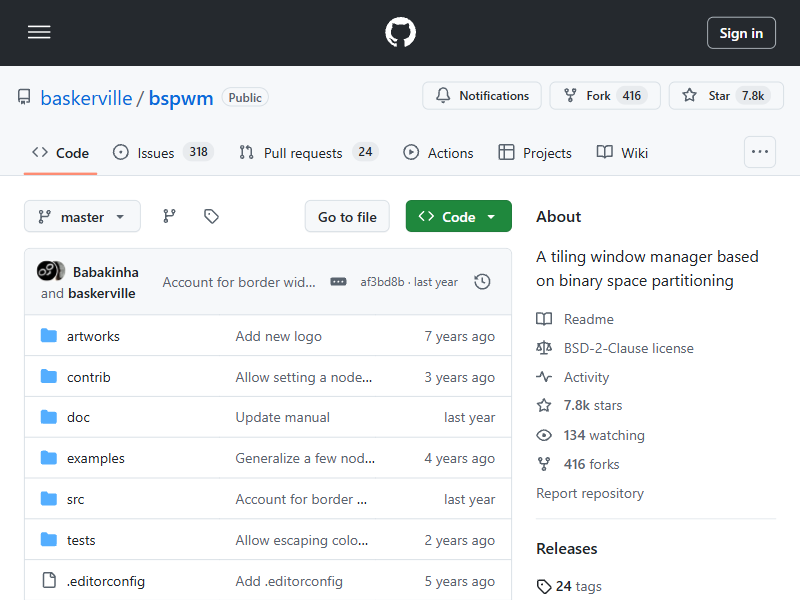 Sign in
baskerville / bspwm Public
Notifications Fork 416 Star 7.8k
Code Issues 318 Pull requests 24 Actions Projects Wiki
master Go to file Code
Babakinha
and baskerville
Account for border wid... af3bd8b · last year
artworks Add new logo 7 years ago
contrib Allow setting a node... 3 years ago
doc Update manual last year
examples Generalize a few nod... 4 years ago
src Account for border ... last year
tests Allow escaping colo... 2 years ago
.editorconfig Add .editorconfig 5 years ago
About
A tiling window manager based
on binary space partitioning
Readme
BSD-2-Clause license
Activity
7.8k stars
134 watching
416 forks
Report repository
Releases
24 tags